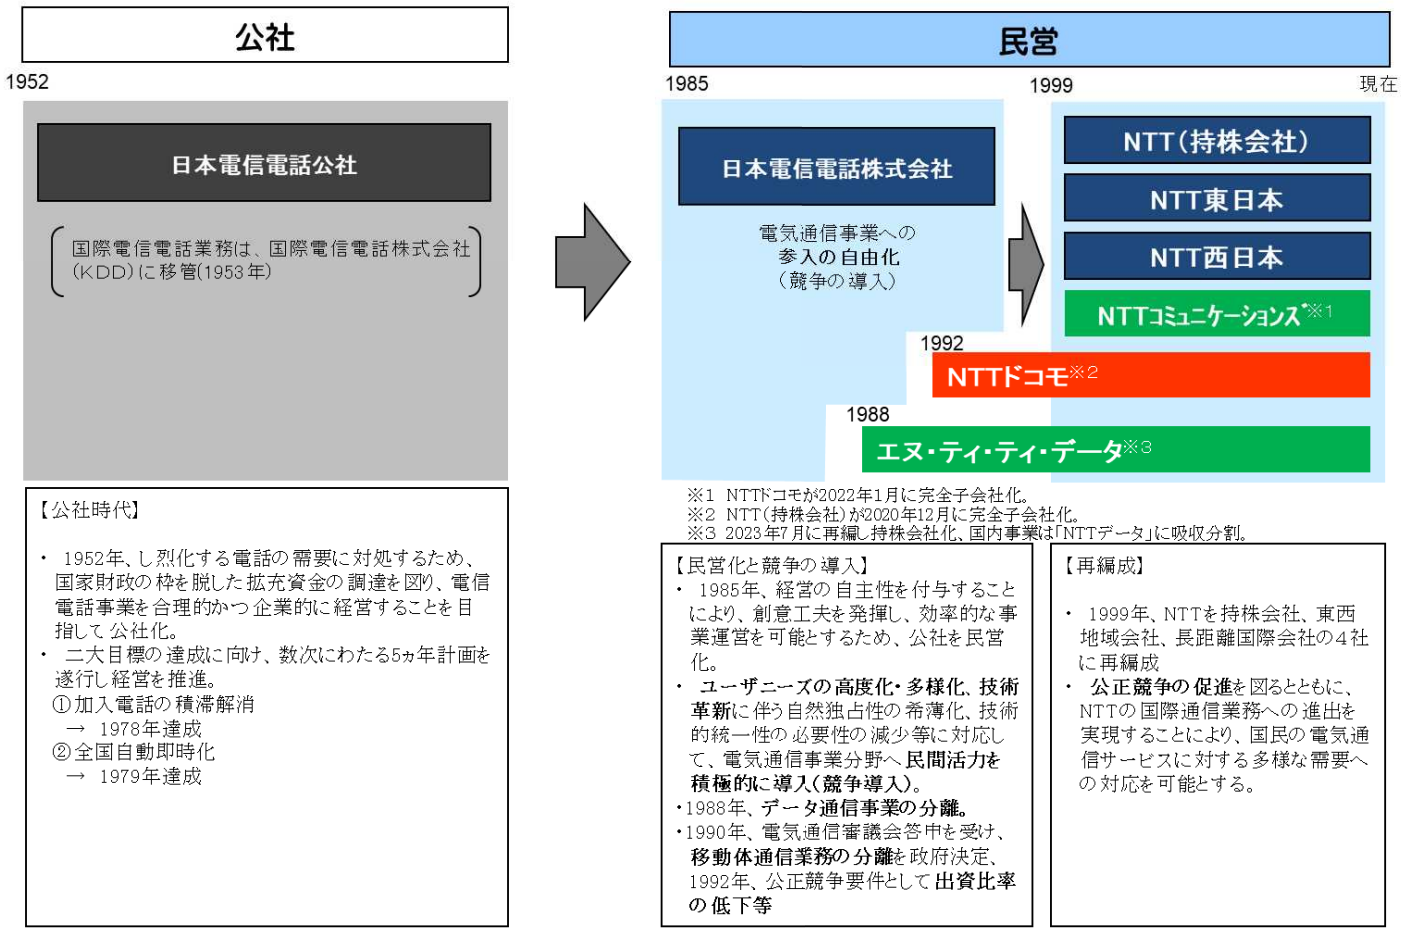 公社
民営
1952
1985
1999
現在
日本電信電話公社
国際電信電話業務は、国際電信電話株式会社
(KDD)に移管(1953年)
日本電信電話株式会社
電気通信事業への
参入の自由化
(競争の導入)
NTT(持株会社)
NTT東日本
NTT西日本
NTTコミュニケーションズ※1
1992
NTTドコモ※2
1988
エヌ・ティ・ティ・データ※3
※1 NTTドコモが2022年1月に完全子会社化。
※2 NTT(持株会社)が2020年12月に完全子会社化。
※3 2023年7月に再編し持株会社化、国内事業は「NTTデータ」に吸収分割。
【公社時代】
・ 1952年、し烈化する電話の需要に対処するため、
国家財政の枠を脱した拡充資金の調達を図り、電信
電話事業を合理的かつ企業的に経営することを目
指して公社化。
・ 二大目標の達成に向け、数次にわたる5ヵ年計画を
遂行し経営を推進。
①加入電話の積滞解消
→ 1978年達成
②全国自動即時化
→ 1979年達成
【民営化と競争の導入】
・ 1985年、経営の自主性を付与すること
により、創意工夫を発揮し、効率的な事
業運営を可能とするため、公社を民営
化。
・ ユーザニーズの高度化・多様化、技術
革新に伴う自然独占性の希薄化、技術
的統一性の必要性の減少等に対応し
て、電気通信事業分野へ民間活力を
積極的に導入(競争導入)。
・1988年、データ通信事業の分離。
・1990年、電気通信審議会答申を受け、
移動体通信業務の分離を政府決定、
1992年、公正競争要件として出資比率
の低下等
【再編成】
・ 1999年、NTTを持株会社、東西
地域会社、長距離国際会社の4社
に再編成
・ 公正競争の促進を図るとともに、
NTTの国際通信業務への進出を
実現することにより、国民の電気通
信サービスに対する多様な需要へ
の対応を可能とする。